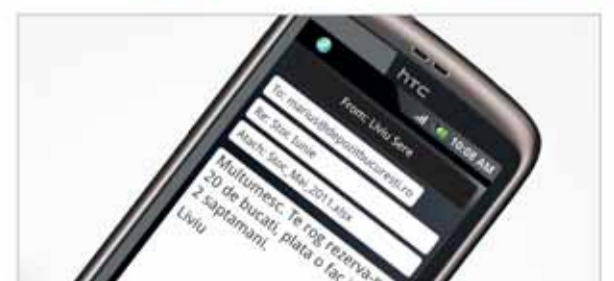 hTC
10:08 AM
From: Liviu Sere
To: marius@depozitbucuresti.ro
Re: Stoc Iunie
Atach: Stoc_Mai_2011.xlsx
Multumesc. Te rog rezerva-
20 de bucati, plata o fac
2 saptamani.
Liviu